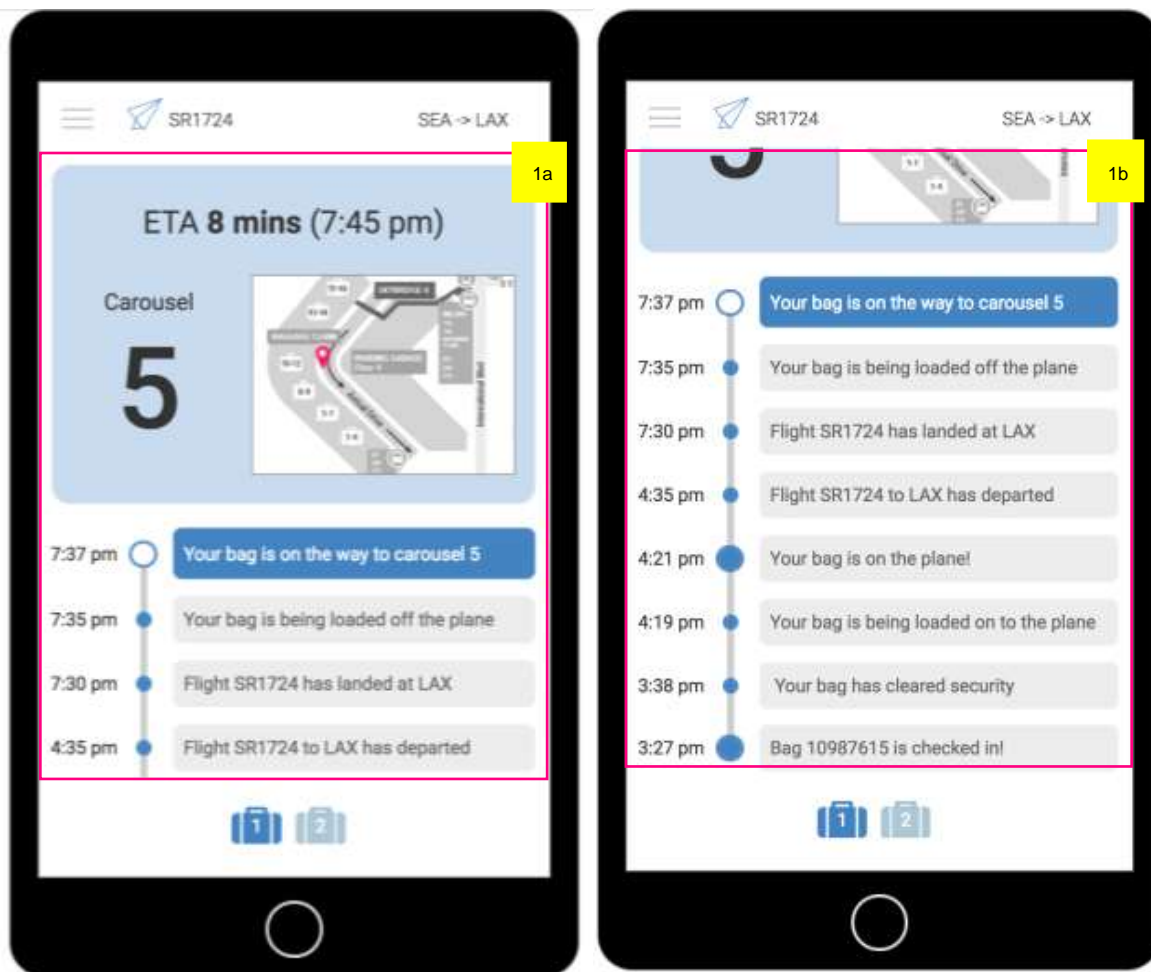 SR1724
SEA -> LAX
1a
ETA 8 mins (7:45 pm)
Carousel
5
International Blvd
Arrival Drive
7:37 pm Your bag is on the way to carousel 5
7:35 pm Your bag is being loaded off the plane
7:30 pm Flight SR1724 has landed at LAX
4:35 pm Flight SR1724 to LAX has departed
1 2
SR1724
SEA -> LAX
1b
5
7:37 pm Your bag is on the way to carousel 5
7:35 pm Your bag is being loaded off the plane
7:30 pm Flight SR1724 has landed at LAX
4:35 pm Flight SR1724 to LAX has departed
4:21 pm Your bag is on the plane!
4:19 pm Your bag is being loaded on to the plane
3:38 pm Your bag has cleared security
3:27 pm Bag 10987615 is checked in!
1 2